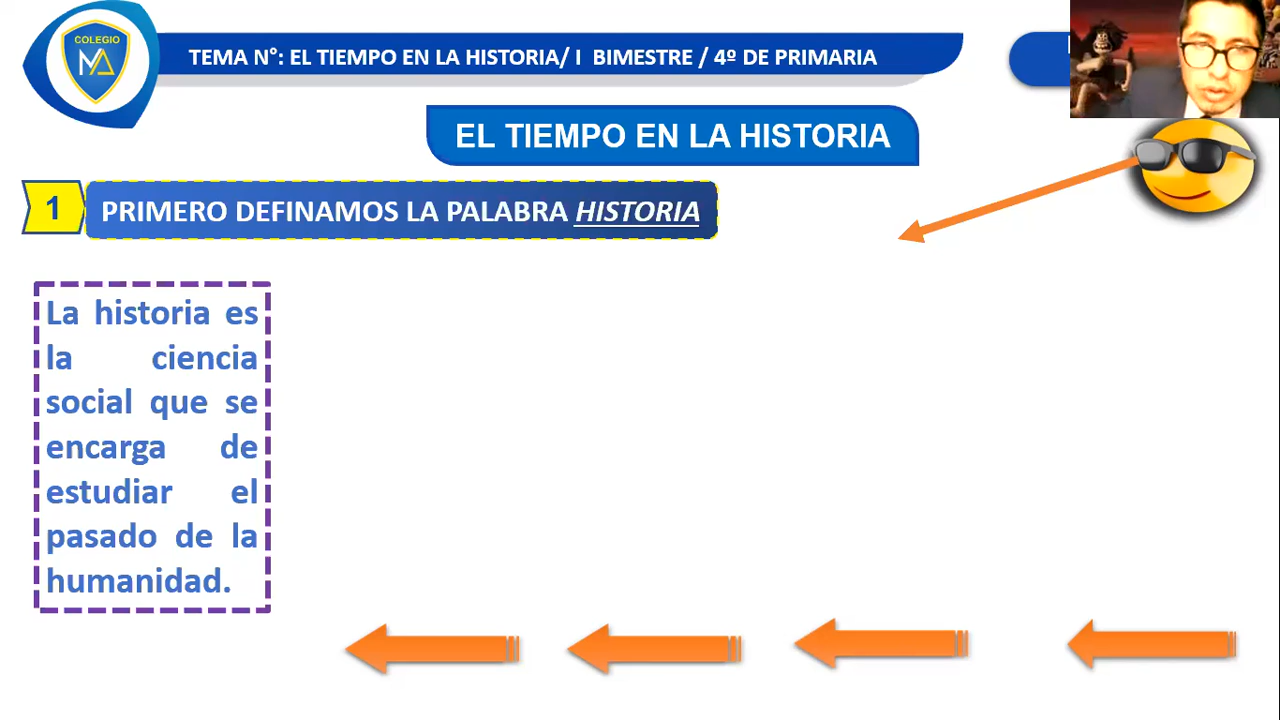 COLEGIO
MA
TEMA N°: EL TIEMPO EN LA HISTORIA/ I BIMESTRE / 4º DE PRIMARIA
EL TIEMPO EN LA HISTORIA
1
PRIMERO DEFINAMOS LA PALABRA HISTORIA
La historia es
la ciencia
social que se
encarga de
estudiar el
pasado de la
humanidad.